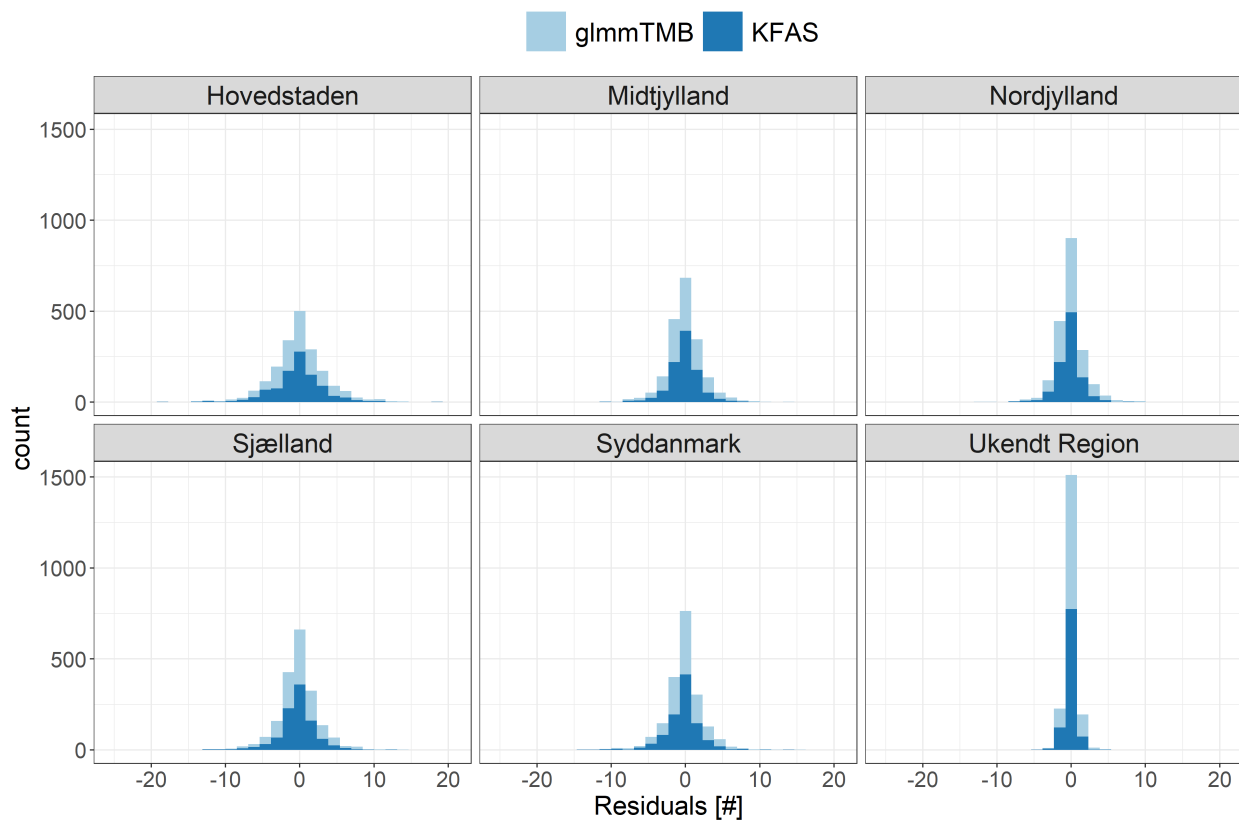 glmmTMB KFAS
Hovedstaden Midtjylland Nordjylland
1500
1000
500
0
Sjælland Syddanmark Ukendt Region
1500
1000
500
0
-20 -10 0 10 20 -20 -10 0 10 20 -20 -10 0 10 20
count
Residuals [#]